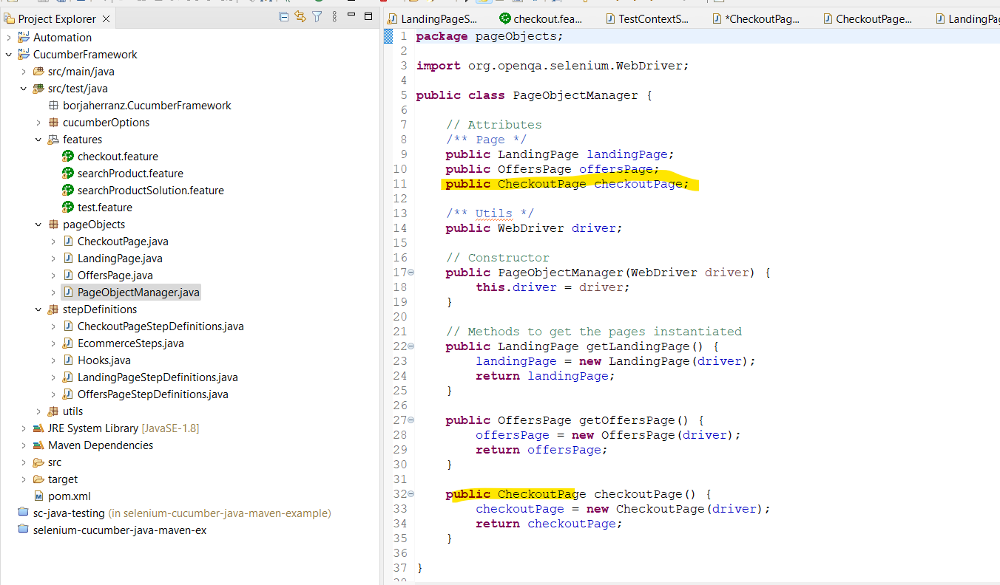 Project Explorer
Automation
CucumberFramework
src/main/java
src/test/java
borjaherranz.CucumberFramework
cucumberOptions
features
checkout.feature
searchProduct.feature
searchProductSolution.feature
test.feature
pageObjects
CheckoutPage.java
LandingPage.java
OffersPage.java
PageObjectManager.java
stepDefinitions
CheckoutPageStepDefinitions.java
EcommerceSteps.java
Hooks.java
LandingPageStepDefinitions.java
OffersPageStepDefinitions.java
utils
JRE System Library [JavaSE-1.8]
Maven Dependencies
src
target
pom.xml
sc-java-testing (in selenium-cucumber-java-maven-example)
selenium-cucumber-java-maven-ex
LandingPageS... checkout.fea... TestContextS... *CheckoutPag... CheckoutPage... LandingPag
1 package pageObjects;
2
3 import org.openqa.selenium.WebDriver;
4
5 public class PageObjectManager {
6
7 // Attributes
8 /** Page */
9 public LandingPage landingPage;
10 public OffersPage offersPage;
11 public CheckoutPage checkoutPage;
12
13 /** Utils */
14 public WebDriver driver;
15
16 // Constructor
17 public PageObjectManager(WebDriver driver) {
18 this.driver = driver;
19 }
20
21 // Methods to get the pages instantiated
22 public LandingPage getLandingPage() {
23 landingPage = new LandingPage(driver);
24 return landingPage;
25 }
26
27 public OffersPage getOffersPage() {
28 offersPage = new OffersPage(driver);
29 return offersPage;
30 }
31
32 public CheckoutPage checkoutPage() {
33 checkoutPage = new CheckoutPage(driver);
34 return checkoutPage;
35 }
36
37 }